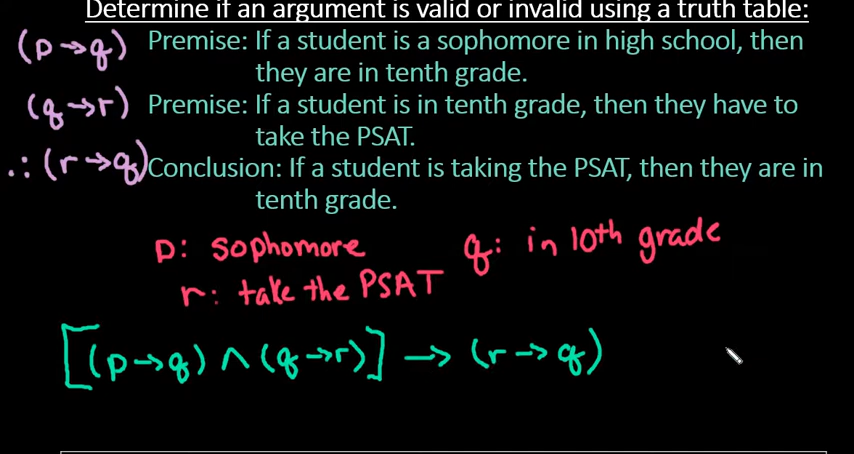 Determine if an argument is valid or invalid using a truth table:
(p→q) Premise: If a student is a sophomore in high school, then
they are in tenth grade.
(q→r) Premise: If a student is in tenth grade, then they have to
take the PSAT.
∴ (r→q) Conclusion: If a student is taking the PSAT, then they are in
tenth grade.
p: sophomore q: in 10th grade
r: take the PSAT
[(p→q) ∧ (q→r)] → (r→q)